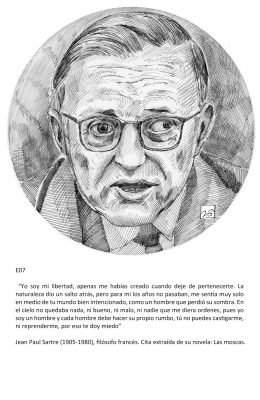 25
E07
"Yo soy mi libertad, apenas me habías creado cuando deje de pertenecerte. La
naturaleza dio un salto atrás, pero para mí los años no pasaban, me sentía muy solo
en medio de tu mundo bien intencionado, como un hombre que perdió su sombra. En
el cielo no quedaba nada, ni bueno, ni malo, ni nadie que me diera ordenes, pues yo
soy un hombre y cada hombre debe hacer su propio rumbo, tú no puedes castigarme,
ni reprenderme, por eso te doy miedo"
Jean Paul Sartre (1905-1980), filósofo francés. Cita extraída de su novela: Las moscas.